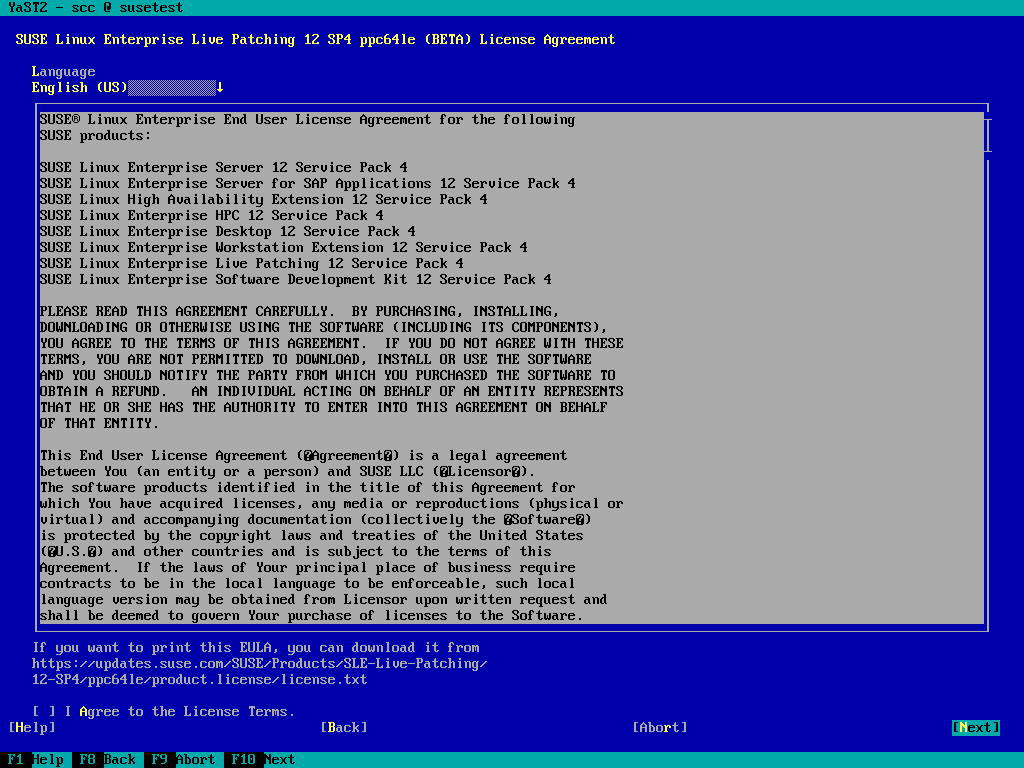 YaST2 - scc @ susetest
SUSE Linux Enterprise Live Patching 12 SP4 ppc64le (BETA) License Agreement
Language
English (US)↓
SUSE® Linux Enterprise End User License Agreement for the following
SUSE products:
SUSE Linux Enterprise Server 12 Service Pack 4
SUSE Linux Enterprise Server for SAP Applications 12 Service Pack 4
SUSE Linux High Availability Extension 12 Service Pack 4
SUSE Linux Enterprise HPC 12 Service Pack 4
SUSE Linux Enterprise Desktop 12 Service Pack 4
SUSE Linux Enterprise Workstation Extension 12 Service Pack 4
SUSE Linux Enterprise Live Patching 12 Service Pack 4
SUSE Linux Enterprise Software Development Kit 12 Service Pack 4
PLEASE READ THIS AGREEMENT CAREFULLY.  BY PURCHASING, INSTALLING,
DOWNLOADING OR OTHERWISE USING THE SOFTWARE (INCLUDING ITS COMPONENTS),
YOU AGREE TO THE TERMS OF THIS AGREEMENT.  IF YOU DO NOT AGREE WITH THESE
TERMS, YOU ARE NOT PERMITTED TO DOWNLOAD, INSTALL OR USE THE SOFTWARE
AND YOU SHOULD NOTIFY THE PARTY FROM WHICH YOU PURCHASED THE SOFTWARE TO
OBTAIN A REFUND.   AN INDIVIDUAL ACTING ON BEHALF OF AN ENTITY REPRESENTS
THAT HE OR SHE HAS THE AUTHORITY TO ENTER INTO THIS AGREEMENT ON BEHALF
OF THAT ENTITY.
This End User License Agreement (�Agreement�) is a legal agreement
between You (an entity or a person) and SUSE LLC (�Licensor�).
The software products identified in the title of this Agreement for
which You have acquired licenses, any media or reproductions (physical or
virtual) and accompanying documentation (collectively the �Software�)
is protected by the copyright laws and treaties of the United States
(�U.S.�) and other countries and is subject to the terms of this
Agreement.  If the laws of Your principal place of business require
contracts to be in the local language to be enforceable, such local
language version may be obtained from Licensor upon written request and
shall be deemed to govern Your purchase of licenses to the Software.
If you want to print this EULA, you can download it from
https://updates.suse.com/SUSE/Products/SLE-Live-Patching/
12-SP4/ppc64le/product.license/license.txt
[ ] I Agree to the License Terms.
[Help] [Back] [Abort] [Next]
F1 Help F8 Back F9 Abort F10 Next